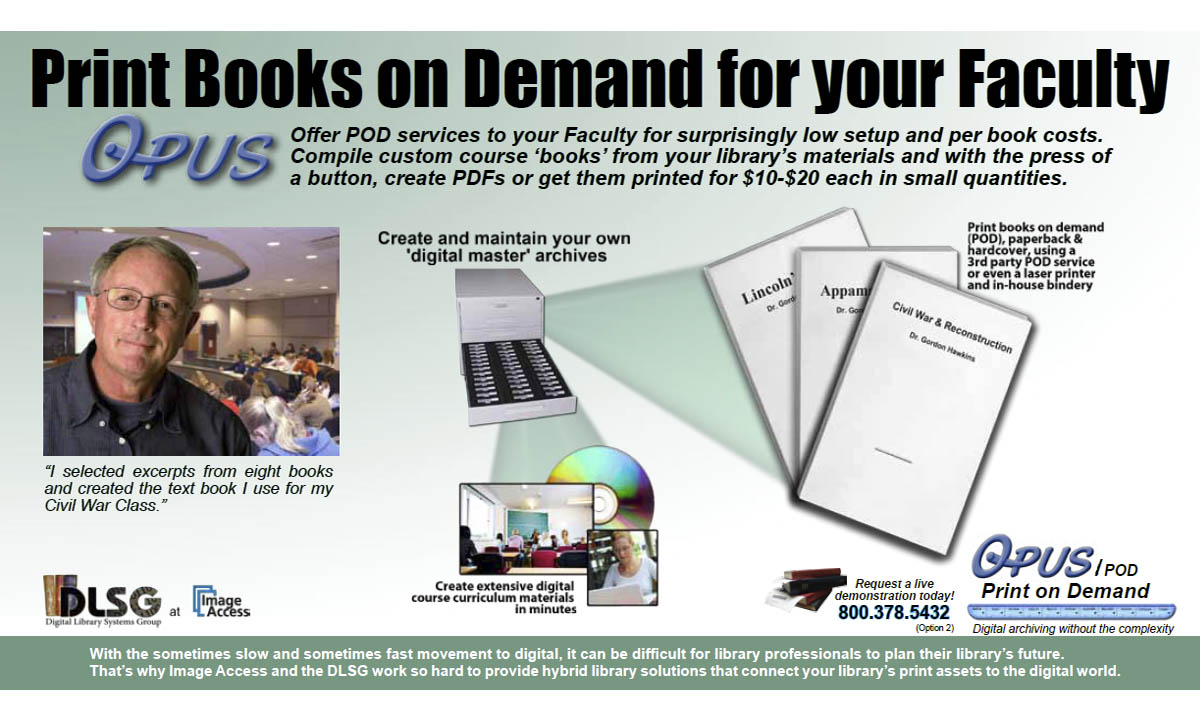 Print Books on Demand for your Faculty
OPUS
Offer POD services to your Faculty for surprisingly low setup and per book costs.
Compile custom course ‘books’ from your library’s materials and with the press of
a button, create PDFs or get them printed for $10-$20 each in small quantities.
Create and maintain your own
'digital master' archives
Print books on demand
(POD), paperback &
hardcover, using a
3rd party POD service
or even a laser printer
and in-house bindery
Lincoln'
Dr. Gord
Appam
Dr. Gor
Civil War & Reconstruction
Dr. Gordon Hawkins
“I selected excerpts from eight books
and created the text book I use for my
Civil War Class.”
Create extensive digital
course curriculum materials
in minutes
DLSG
Digital Library Systems Group
at
Image
Access
Request a live
demonstration today!
800.378.5432
(Option 2)
OPUS / POD
Print on Demand
Digital archiving without the complexity
With the sometimes slow and sometimes fast movement to digital, it can be difficult for library professionals to plan their library’s future.
That’s why Image Access and the DLSG work so hard to provide hybrid library solutions that connect your library’s print assets to the digital world.